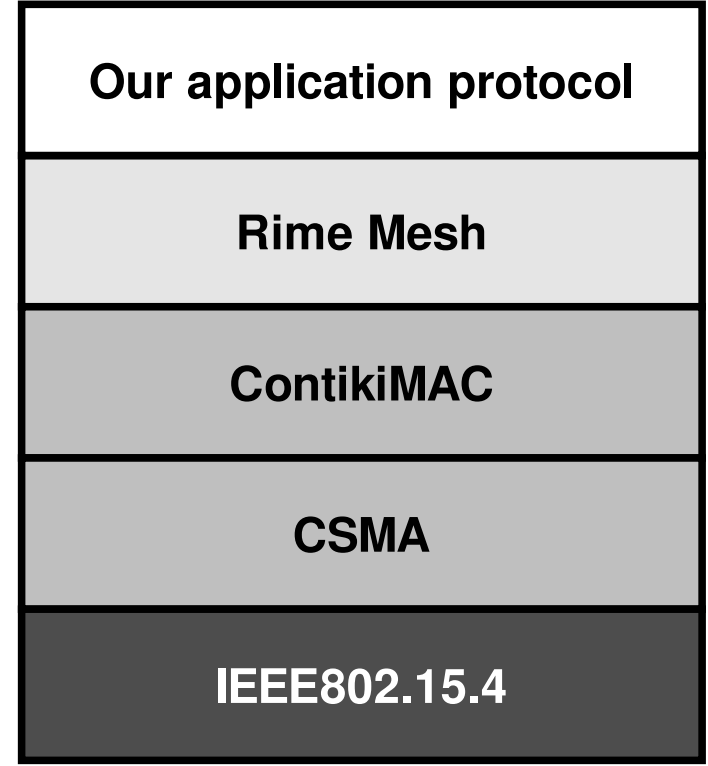 Our application protocol
Rime Mesh
ContikiMAC
CSMA
IEEE802.15.4